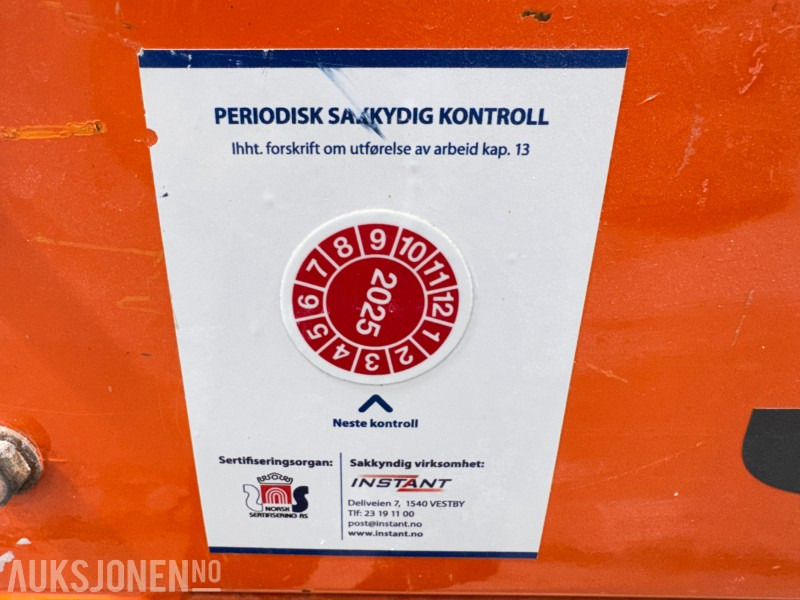 PERIODISK SAKKYDIG KONTROLL
Ihht. forskrift om utførelse av arbeid kap. 13
1 2 3 4 5 6 7 8 9 10 11 12
2025
Neste kontroll
Sertifiseringsorgan:
NORSK
SERTIFISERING AS
Sakkyndig virksomhet:
INSTANT
Deliveien 7, 1540 VESTBY
Tlf: 23 19 11 00
post@instant.no
www.instant.no
AUKSJONEN.NO